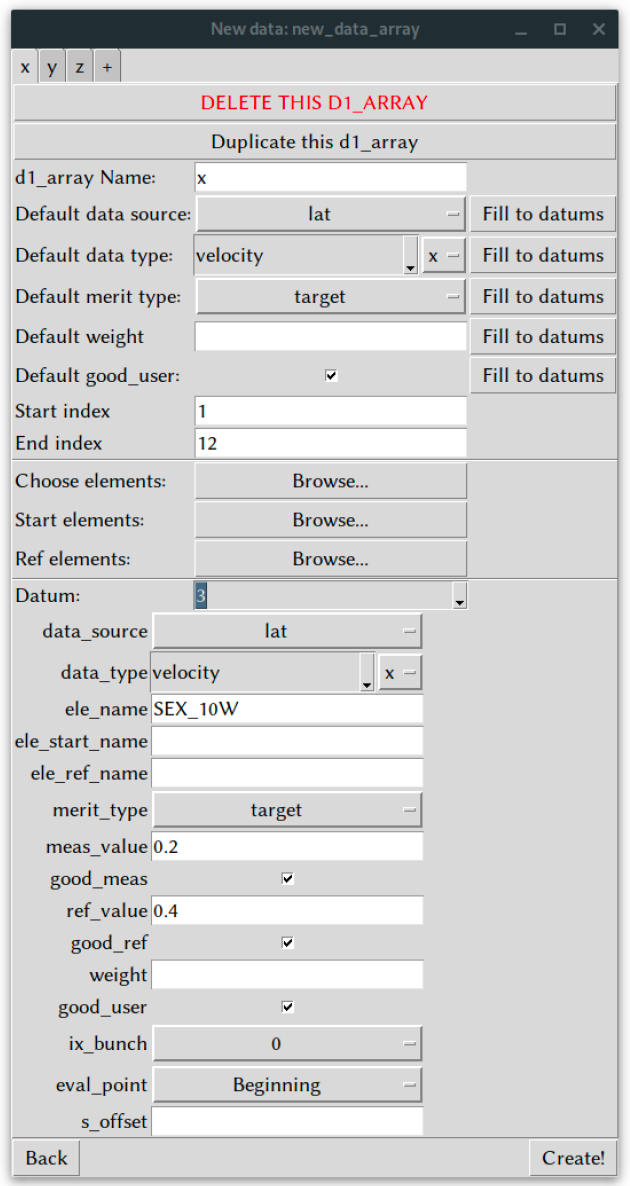 New data: new_data_array
x y z +
DELETE THIS D1_ARRAY
Duplicate this d1_array
d1_array Name: x
Default data source: lat Fill to datums
Default data type: velocity x Fill to datums
Default merit type: target Fill to datums
Default weight Fill to datums
Default good_user: Fill to datums
Start index 1
End index 12
Choose elements: Browse...
Start elements: Browse...
Ref elements: Browse...
Datum: 3
data_source lat
data_type velocity x
ele_name SEX_10W
ele_start_name
ele_ref_name
merit_type target
meas_value 0.2
good_meas
ref_value 0.4
good_ref
weight
good_user
ix_bunch 0
eval_point Beginning
s_offset
Back Create!